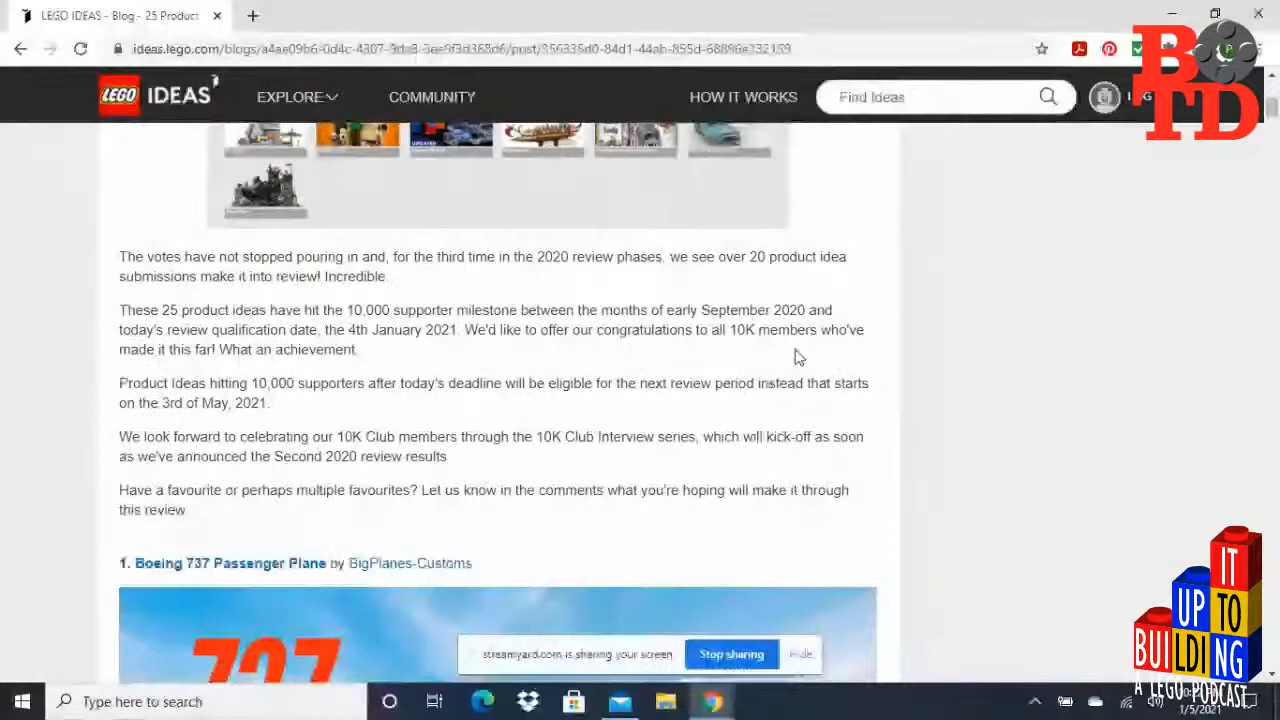 LEGO IDEAS - Blog - 25 Product
LEGO IDEAS
EXPLORE
COMMUNITY
HOW IT WORKS
Find Ideas
B
TD
UPDATED
The votes have not stopped pouring in and, for the third time in the 2020 review phases, we see over 20 product idea
submissions make it into review! Incredible.
These 25 product ideas have hit the 10,000 supporter milestone between the months of early September 2020 and
today's review qualification date, the 4th January 2021. We'd like to offer our congratulations to all 10K members who've
made it this far! What an achievement.
Product Ideas hitting 10,000 supporters after today's deadline will be eligible for the next review period instead that starts
on the 3rd of May, 2021.
We look forward to celebrating our 10K Club members through the 10K Club Interview series, which will kick-off as soon
as we've announced the Second 2020 review results
Have a favourite or perhaps multiple favourites? Let us know in the comments what you're hoping will make it through
this review
1. Boeing 737 Passenger Plane by BigPlanes-Customs
737
streamyard.com is sharing your screen
Stop sharing
Hide
IT
UP TO
BUILDING
A LEGO PODCAST
Type here to search
1/5/2021